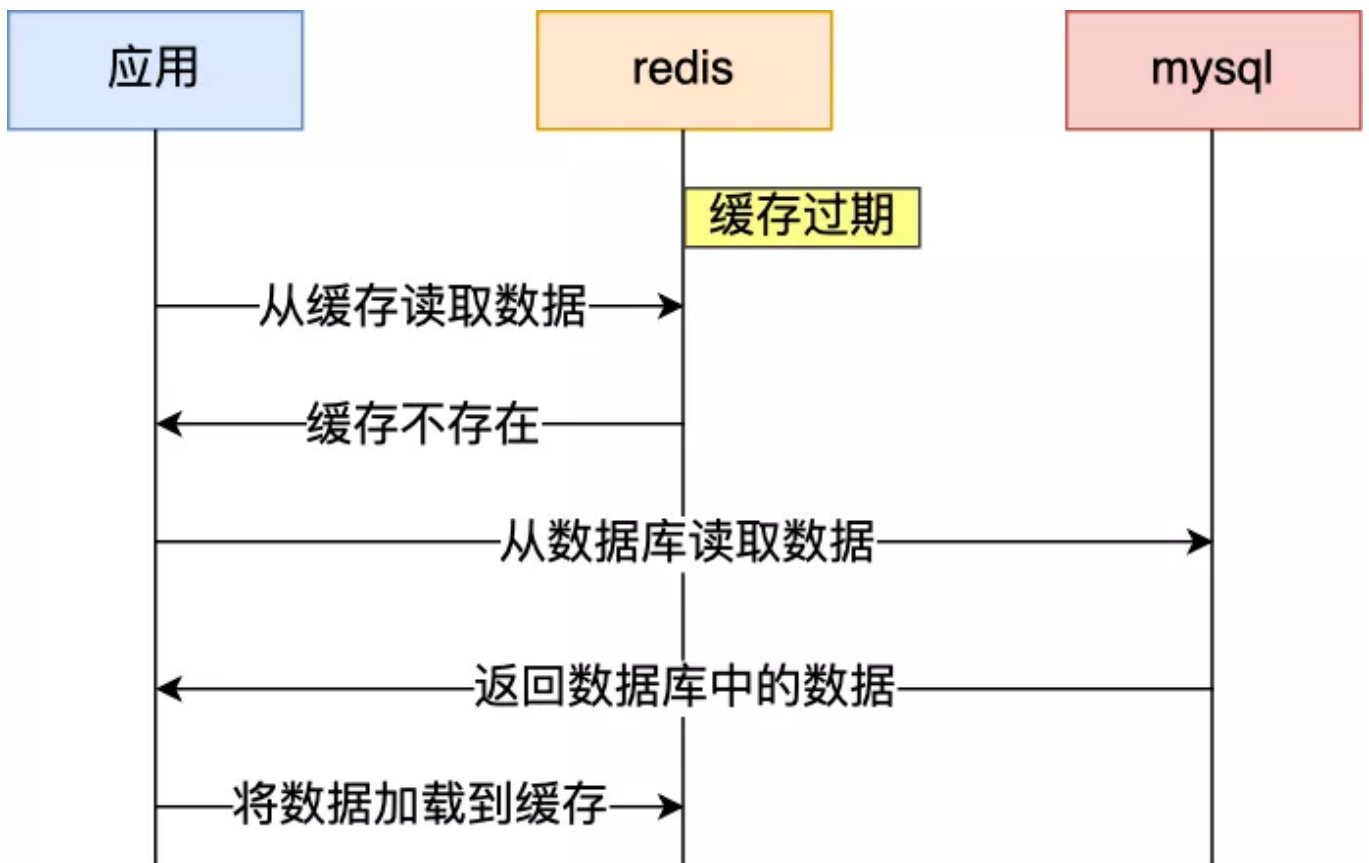 应用
redis
mysql
缓存过期
从缓存读取数据
缓存不存在
从数据库读取数据
返回数据库中的数据
将数据加载到缓存